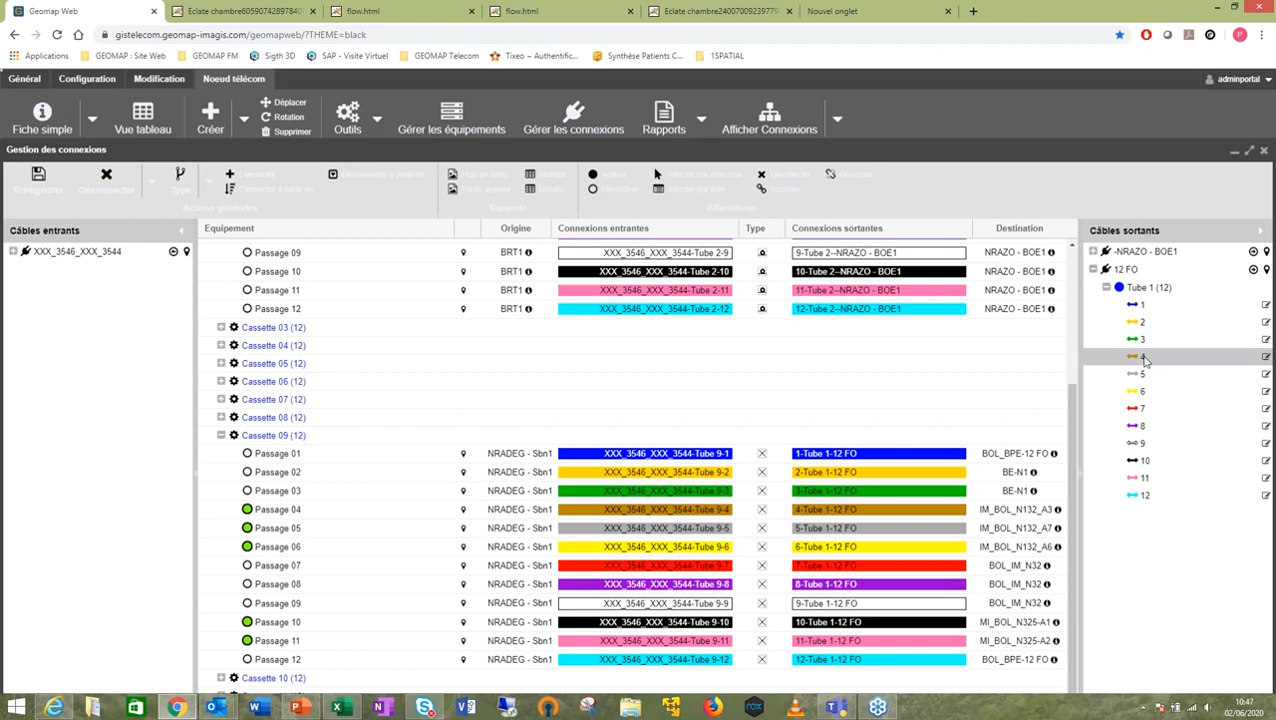 Geomap Web
Eclate chambre60590742897840
flow.html
flow.html
Eclate chambre2400700923977
Nouvel onglet
gistelecom.geomap-imagis.com/geomapweb/?THEME=black
P
Applications
GEOMAP : Site Web
GEOMAP FM
Sigth 3D
SAP - Visite Virtuel
GEOMAP Telecom
Tixeo ~ Authentific...
Synthèse Patients C...
1SPATIAL
Général
Configuration
Modification
Noeud télécom
adminportal
Fiche simple
Vue tableau
Créer
Déplacer
Rotation
Supprimer
Outils
Gérer les équipements
Gérer les connexions
Rapports
Afficher Connexions
Gestion des connexions
Enregistrer
Déconnecter
Type
Actions générales
Rapports
Affectations
Câbles entrants
Equipement
Origine
Connexions entrantes
Type
Connexions sortantes
Destination
Câbles sortants
XXX_3546_XXX_3544
Passage 09 BRT1 XXX_3546_XXX_3544-Tube 2-9 9-Tube 2--NRAZO - BOE1 NRAZO - BOE1
Passage 10 BRT1 XXX_3546_XXX_3544-Tube 2-10 10-Tube 2--NRAZO - BOE1 NRAZO - BOE1
Passage 11 BRT1 XXX_3546_XXX_3544-Tube 2-11 11-Tube 2--NRAZO - BOE1 NRAZO - BOE1
Passage 12 BRT1 XXX_3546_XXX_3544-Tube 2-12 12-Tube 2--NRAZO - BOE1 NRAZO - BOE1
Cassette 03 (12)
Cassette 04 (12)
Cassette 05 (12)
Cassette 06 (12)
Cassette 07 (12)
Cassette 08 (12)
Cassette 09 (12)
Passage 01 NRADEG - Sbn1 XXX_3546_XXX_3544-Tube 9-1 1-Tube 1-12 FO BOL_BPE-12 FO
Passage 02 NRADEG - Sbn1 XXX_3546_XXX_3544-Tube 9-2 2-Tube 1-12 FO BE-N1
Passage 03 NRADEG - Sbn1 XXX_3546_XXX_3544-Tube 9-3 3-Tube 1-12 FO BE-N1
Passage 04 NRADEG - Sbn1 XXX_3546_XXX_3544-Tube 9-4 4-Tube 1-12 FO IM_BOL_N132_A3
Passage 05 NRADEG - Sbn1 XXX_3546_XXX_3544-Tube 9-5 5-Tube 1-12 FO IM_BOL_N132_A7
Passage 06 NRADEG - Sbn1 XXX_3546_XXX_3544-Tube 9-6 6-Tube 1-12 FO IM_BOL_N132_A6
Passage 07 NRADEG - Sbn1 XXX_3546_XXX_3544-Tube 9-7 7-Tube 1-12 FO BOL_IM_N32
Passage 08 NRADEG - Sbn1 XXX_3546_XXX_3544-Tube 9-8 8-Tube 1-12 FO BOL_IM_N32
Passage 09 NRADEG - Sbn1 XXX_3546_XXX_3544-Tube 9-9 9-Tube 1-12 FO BOL_IM_N32
Passage 10 NRADEG - Sbn1 XXX_3546_XXX_3544-Tube 9-10 10-Tube 1-12 FO MI_BOL_N325-A1
Passage 11 NRADEG - Sbn1 XXX_3546_XXX_3544-Tube 9-11 11-Tube 1-12 FO MI_BOL_N325-A2
Passage 12 NRADEG - Sbn1 XXX_3546_XXX_3544-Tube 9-12 12-Tube 1-12 FO BOL_BPE-12 FO
Cassette 10 (12)
-NRAZO - BOE1
12 FO
Tube 1 (12)
1
2
3
4
5
6
7
8
9
10
11
12
10:47
02/06/2020